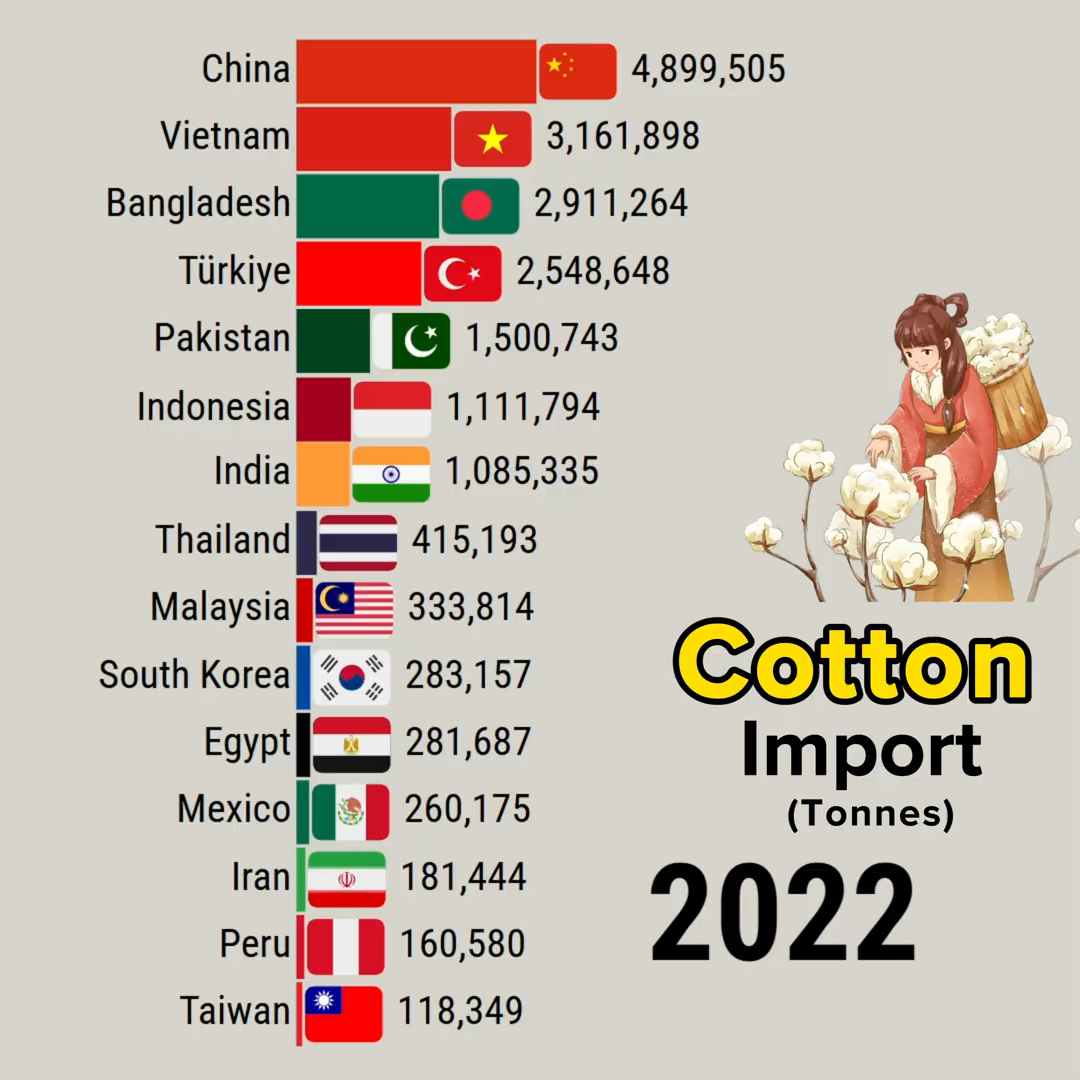 China 4,899,505
Vietnam 3,161,898
Bangladesh 2,911,264
Türkiye 2,548,648
Pakistan 1,500,743
Indonesia 1,111,794
India 1,085,335
Thailand 415,193
Malaysia 333,814
South Korea 283,157
Egypt 281,687
Mexico 260,175
Iran 181,444
Peru 160,580
Taiwan 118,349
Cotton
Import
(Tonnes)
2022